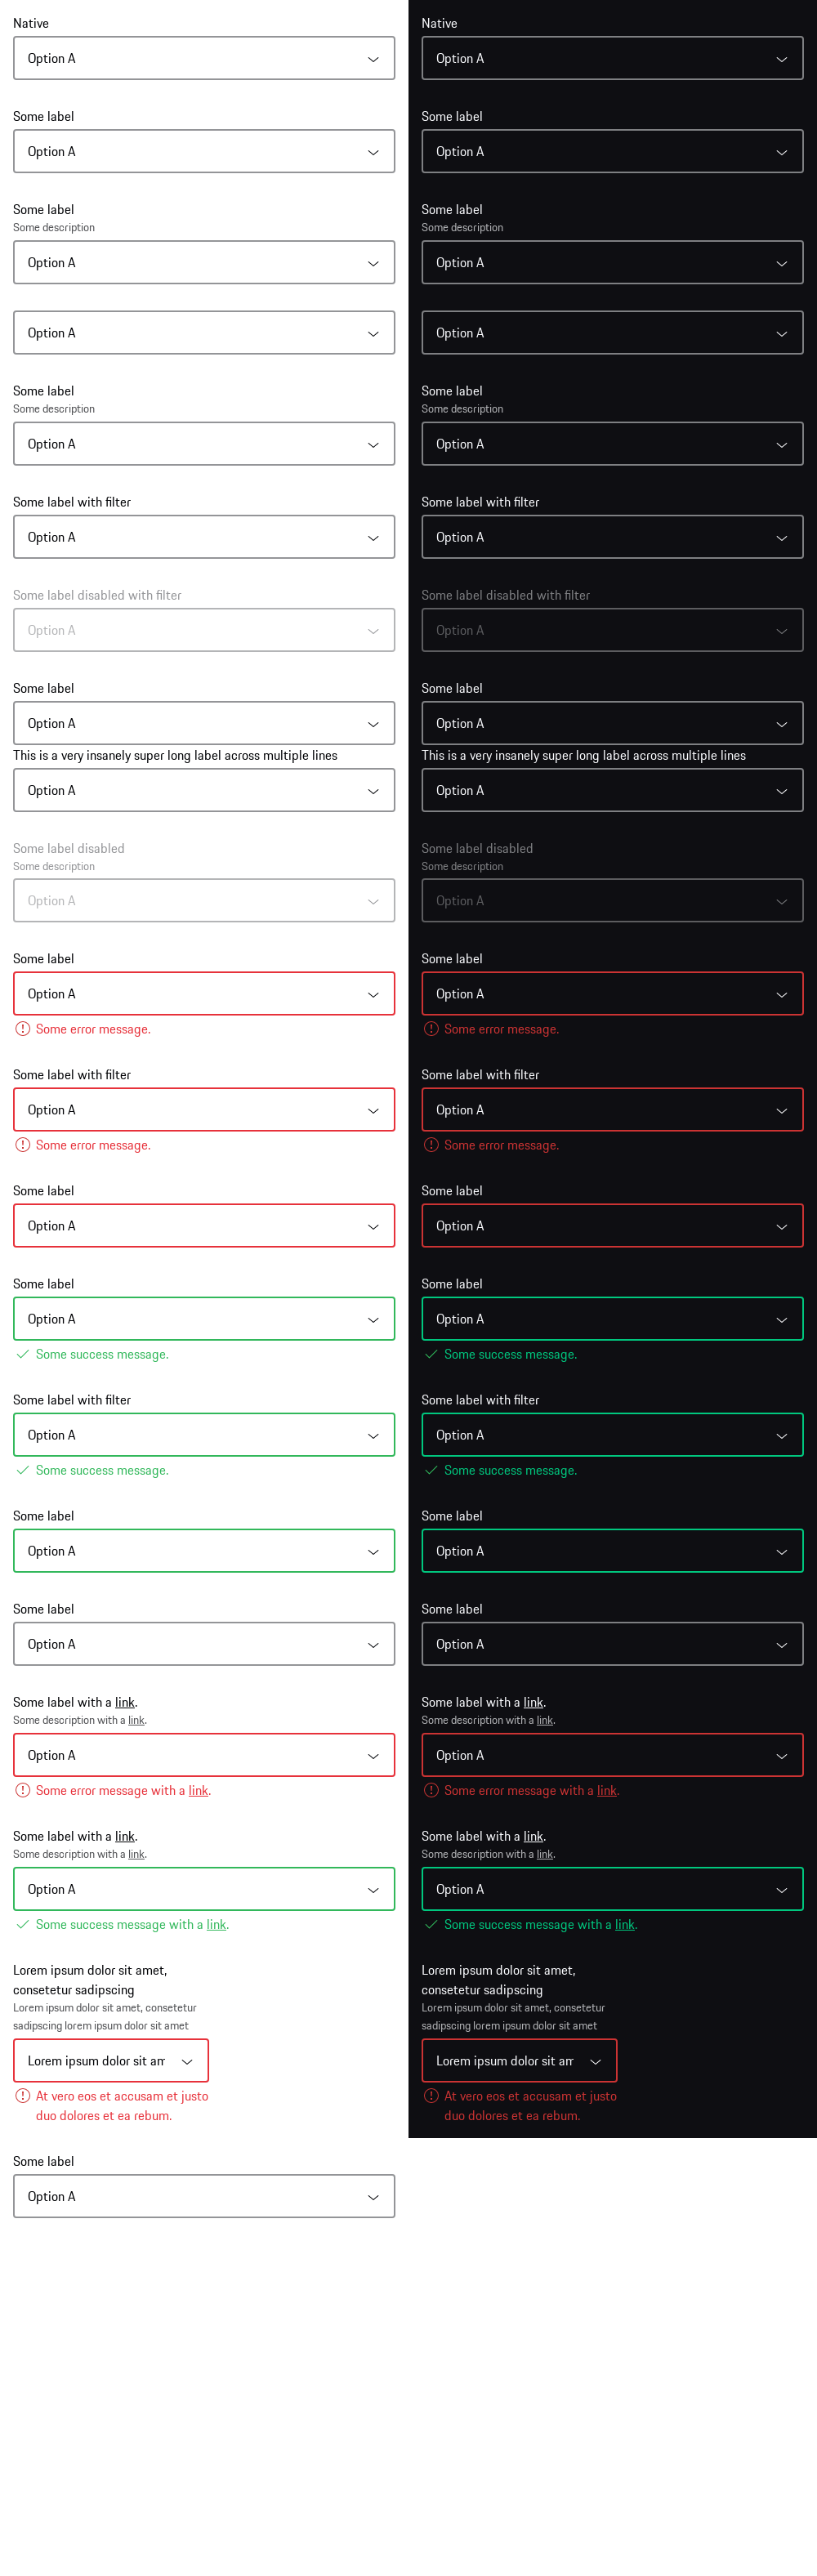 Native
Option A
Some label
Option A
Some label
Some description
Option A
Option A
Some label
Some description
Option A
Some label with filter
Option A
Some label disabled with filter
Option A
Some label
Option A
This is a very insanely super long label across multiple lines
Option A
Some label disabled
Some description
Option A
Some label
Option A
Some error message.
Some label with filter
Option A
Some error message.
Some label
Option A
Some label
Option A
Some success message.
Some label with filter
Option A
Some success message.
Some label
Option A
Some label
Option A
Some label with a link.
Some description with a link.
Option A
Some error message with a link.
Some label with a link.
Some description with a link.
Option A
Some success message with a link.
Lorem ipsum dolor sit amet,
consetetur sadipscing
Lorem ipsum dolor sit amet, consetetur
sadipscing lorem ipsum dolor sit amet
Lorem ipsum dolor sit am
At vero eos et accusam et justo
duo dolores et ea rebum.
Some label
Option A
Native
Option A
Some label
Option A
Some label
Some description
Option A
Option A
Some label
Some description
Option A
Some label with filter
Option A
Some label disabled with filter
Option A
Some label
Option A
This is a very insanely super long label across multiple lines
Option A
Some label disabled
Some description
Option A
Some label
Option A
Some error message.
Some label with filter
Option A
Some error message.
Some label
Option A
Some label
Option A
Some success message.
Some label with filter
Option A
Some success message.
Some label
Option A
Some label
Option A
Some label with a link.
Some description with a link.
Option A
Some error message with a link.
Some label with a link.
Some description with a link.
Option A
Some success message with a link.
Lorem ipsum dolor sit amet,
consetetur sadipscing
Lorem ipsum dolor sit amet, consetetur
sadipscing lorem ipsum dolor sit amet
Lorem ipsum dolor sit am
At vero eos et accusam et justo
duo dolores et ea rebum.